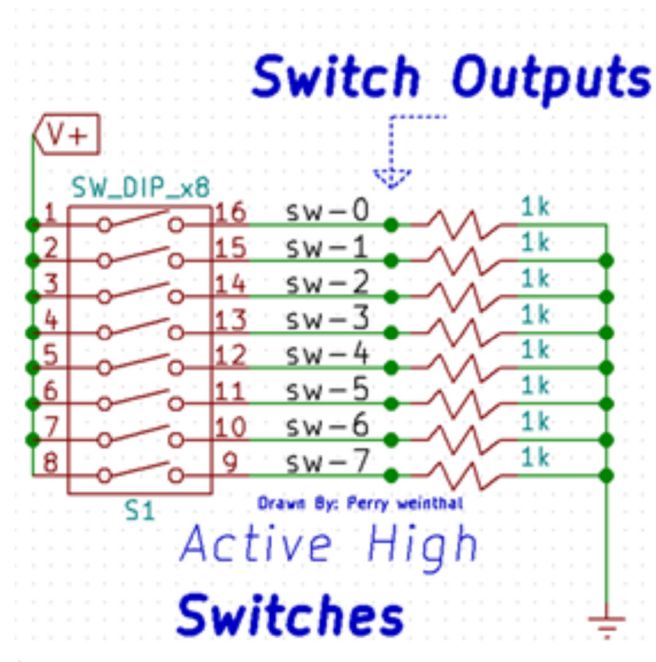 Switch Outputs
V+
SW_DIP_x8
1 16 sw-0 1k
2 15 sw-1 1k
3 14 sw-2 1k
4 13 sw-3 1k
5 12 sw-4 1k
6 11 sw-5 1k
7 10 sw-6 1k
8 9 sw-7 1k
S1
Drawn By: Perry weinthal
Active High
Switches